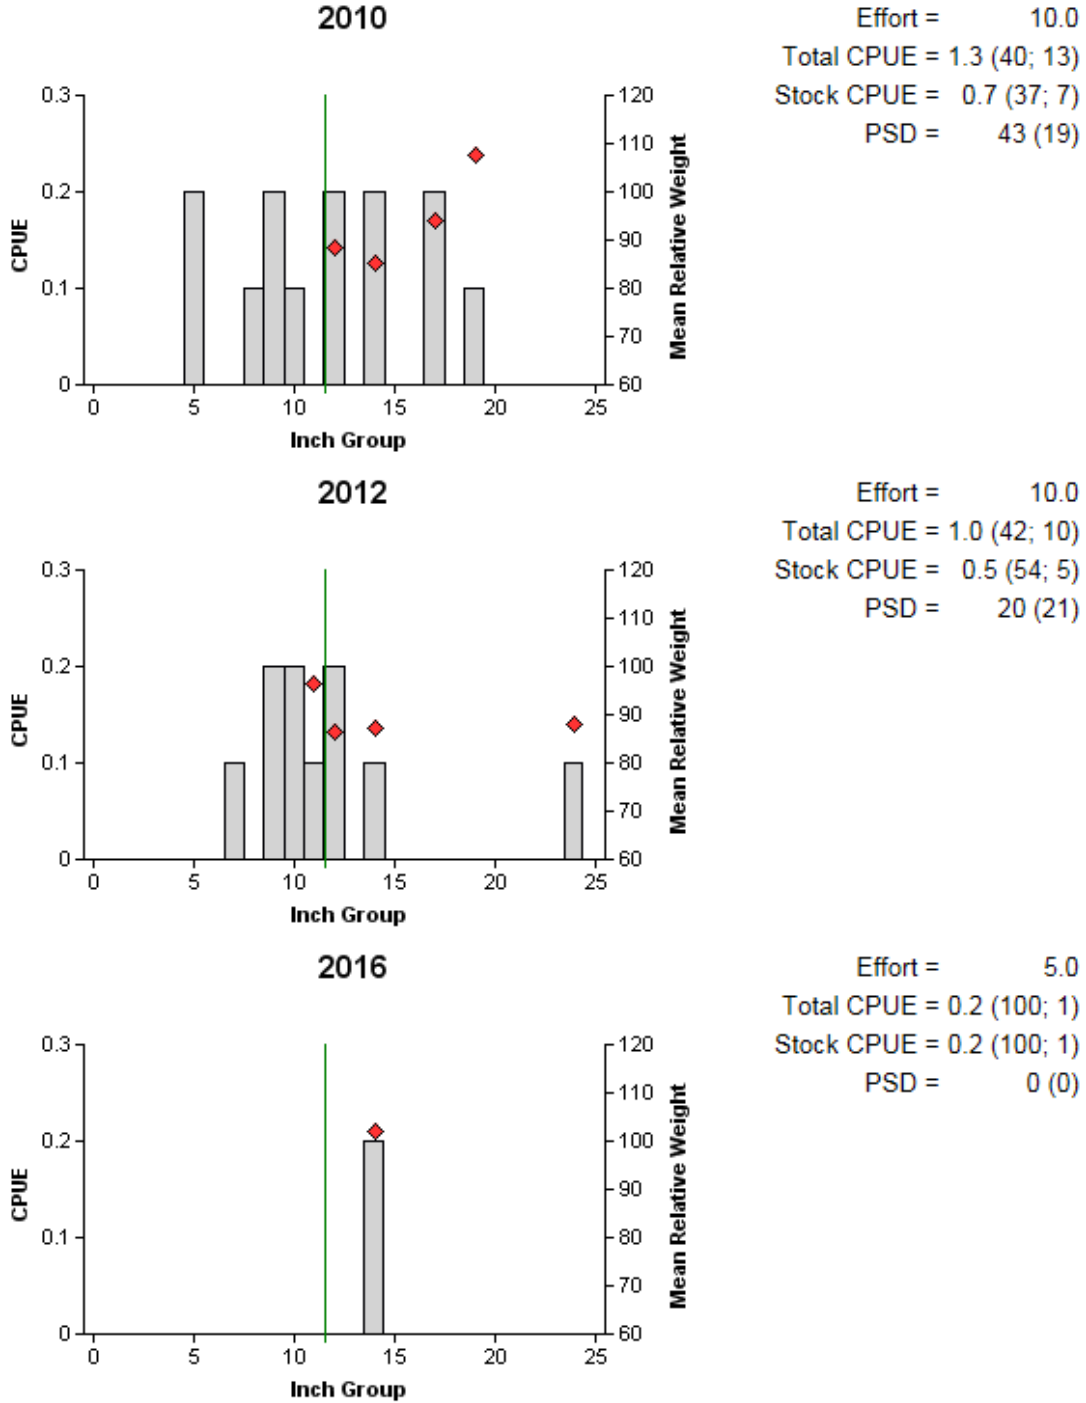 2010
Effort = 10.0
Total CPUE = 1.3 (40; 13)
Stock CPUE = 0.7 (37; 7)
PSD = 43 (19)
0.3
0.2
0.1
0
CPUE
120
110
100
90
80
70
60
Mean Relative Weight
0 5 10 15 20 25
Inch Group
2012
Effort = 10.0
Total CPUE = 1.0 (42; 10)
Stock CPUE = 0.5 (54; 5)
PSD = 20 (21)
0.3
0.2
0.1
0
CPUE
120
110
100
90
80
70
60
Mean Relative Weight
0 5 10 15 20 25
Inch Group
2016
Effort = 5.0
Total CPUE = 0.2 (100; 1)
Stock CPUE = 0.2 (100; 1)
PSD = 0 (0)
0.3
0.2
0.1
0
CPUE
120
110
100
90
80
70
60
Mean Relative Weight
0 5 10 15 20 25
Inch Group